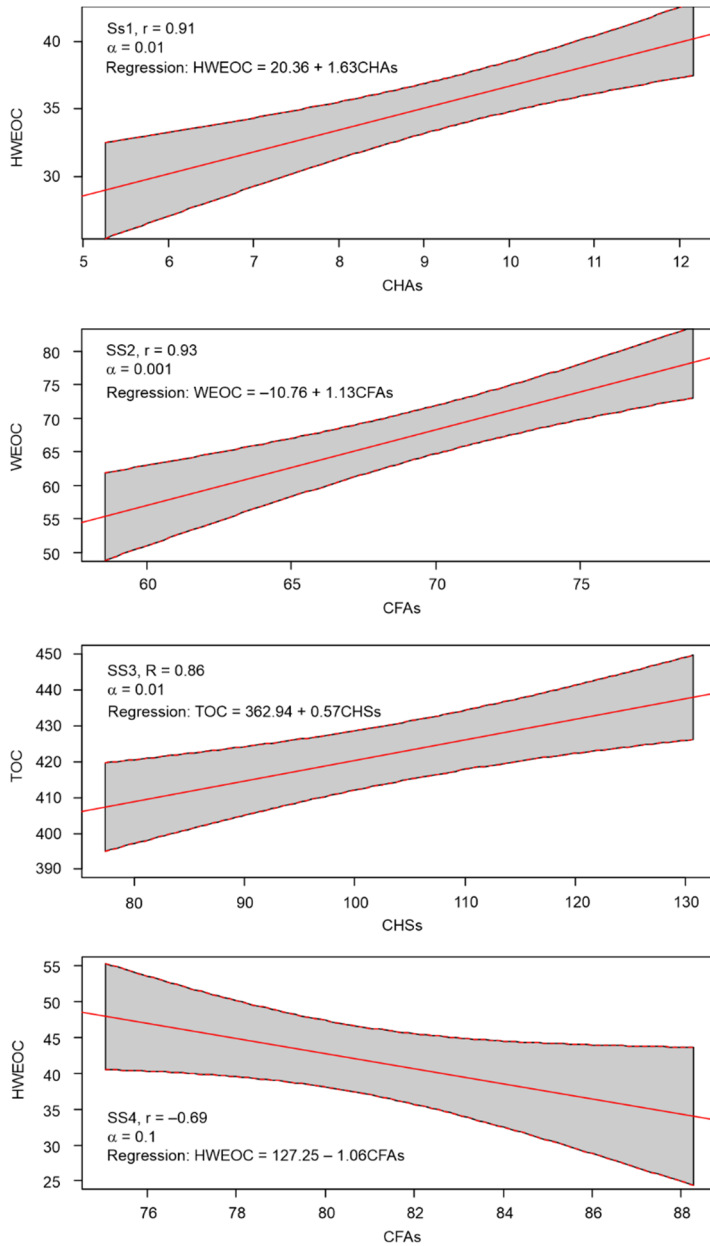 Ss1, r = 0.91
α = 0.01
Regression: HWEOC = 20.36 + 1.63CHAs
HWEOC
40
35
30
5 6 7 8 9 10 11 12
CHAs
SS2, r = 0.93
α = 0.001
Regression: WEOC = –10.76 + 1.13CFAs
WEOC
80
75
70
65
60
55
50
60 65 70 75
CFAs
SS3, R = 0.86
α = 0.01
Regression: TOC = 362.94 + 0.57CHSs
TOC
450
440
430
420
410
400
390
80 90 100 110 120 130
CHSs
HWEOC
55
50
45
40
35
30
25
SS4, r = –0.69
α = 0.1
Regression: HWEOC = 127.25 – 1.06CFAs
76 78 80 82 84 86 88
CFAs